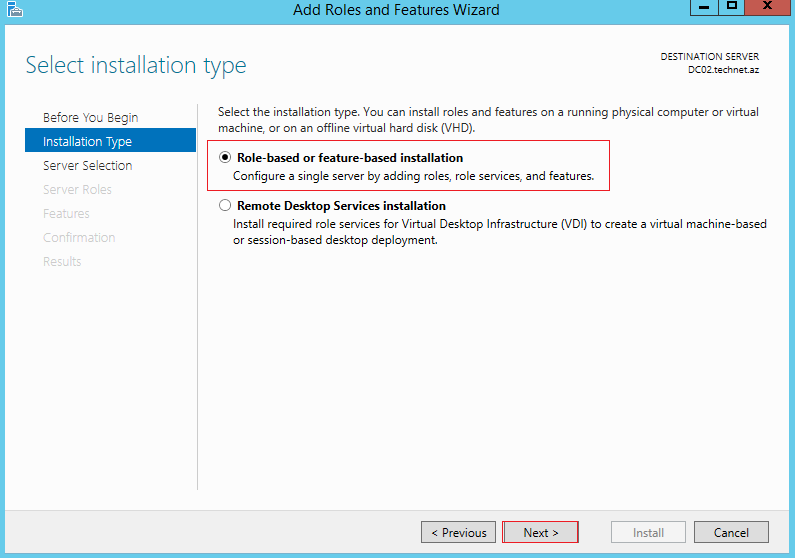 Add Roles and Features Wizard
Select installation type
DESTINATION SERVER
DC02.technet.az
Before You Begin
Installation Type
Server Selection
Server Roles
Features
Confirmation
Results
Select the installation type. You can install roles and features on a running physical computer or virtual
machine, or on an offline virtual hard disk (VHD).
Role-based or feature-based installation
Configure a single server by adding roles, role services, and features.
Remote Desktop Services installation
Install required role services for Virtual Desktop Infrastructure (VDI) to create a virtual machine-based
or session-based desktop deployment.
< Previous
Next >
Install
Cancel